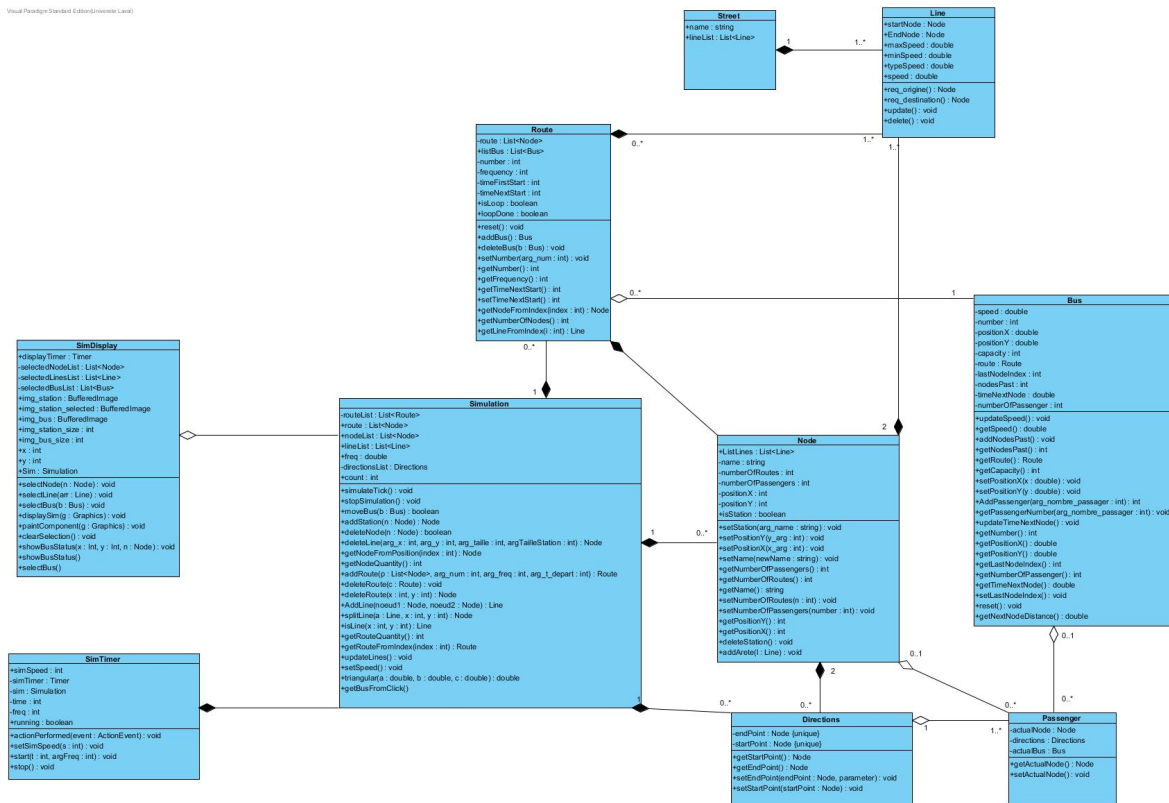 Visual Paradigm Standard Edition(Universite Laval)
Street
+name : string
+lineList : List<Line>
1
1..*
Line
+startNode : Node
+EndNode : Node
+maxSpeed : double
+minSpeed : double
+typeSpeed : double
+speed : double
+req_origine() : Node
+req_destination() : Node
+update() : void
+delete() : void
Route
-route : List<Node>
+listBus : List<Bus>
-number : int
-frequency : int
-timeFirstStart : int
-timeNextStart : int
+isLoop : boolean
+loopDone : boolean
+reset() : void
+addBus() : Bus
+deleteBus(b : Bus) : void
+setNumber(arg_num : int) : void
+getNumber() : int
+getFrequency() : int
+getTimeNextStart() : int
+setTimeNextStart() : int
+getNodeFromIndex(index : int) : Node
+getNumberOfNodes() : int
+getLineFromIndex(i : int) : Line
0..*
1..*
1..*
0..*
1
0..*
1
2
Bus
-speed : double
-number : int
-positionX : double
-positionY : double
-capacity : int
-route : Route
-lastNodeIndex : int
-nodesPast : int
-timeNextNode : double
-numberOfPassenger : int
+updateSpeed() : void
+getSpeed() : double
+addNodesPast() : void
+getNodesPast() : int
+getRoute() : Route
+getCapacity() : int
+setPositionX(x : double) : void
+setPositionY(y : double) : void
+AddPassenger(arg_nombre_passager : int) : int
+getPassengerNumber(arg_nombre_passager : int) : void
+updateTimeNextNode() : void
+getNumber() : int
+getPositionX() : double
+getPositionY() : double
+getLastNodeIndex() : int
+getNumberOfPassenger() : int
+getTimeNextNode() : double
+setLastNodeIndex() : void
+reset() : void
+getNextNodeDistance() : double
SimDisplay
+displayTimer : Timer
-selectedNodeList : List<Node>
-selectedLinesList : List<Line>
-selectedBusList : List<Bus>
+img_station : BufferedImage
+img_station_selected : BufferedImage
+img_bus : BufferedImage
+img_station_size : int
+img_bus_size : int
+x : int
+y : int
+Sim : Simulation
+selectNode(n : Node) : void
+selectLine(arr : Line) : void
+selectBus(b : Bus) : void
+displaySim(g : Graphics) : void
+paintComponent(g : Graphics) : void
+clearSelection() : void
+showBusStatus(x : Int, y : Int, n : Node) : void
+showBusStatus()
+selectBus()
Simulation
-routeList : List<Route>
+route : List<Node>
+nodeList : List<Node>
+lineList : List<Line>
+freq : double
-directionsList : Directions
+count : int
+simulateTick() : void
+stopSimulation() : void
+moveBus(b : Bus) : boolean
+addStation(n : Node) : Node
+deleteNode(n : Node) : boolean
+deleteLine(arg_x : int, arg_y : int, arg_taille : int, argTailleStation : int) : Node
+getNodeFromPosition(index : int) : Node
+getNodeQuantity() : int
+addRoute(p : List<Node>, arg_num : int, arg_freq : int, arg_t_depart : int) : Route
+deleteRoute(c : Route) : void
+deleteRoute(x : int, y : int) : Node
+AddLine(noeud1 : Node, noeud2 : Node) : Line
+splitLine(a : Line, x : int, y : int) : Node
+isLine(x : int, y : int) : Line
+getRouteQuantity() : int
+getRouteFromIndex(index : int) : Route
+updateLines() : void
+setSpeed() : void
+triangular(a : double, b : double, c : double) : double
+getBusFromClick()
1
0..*
Node
+ListLines : List<Line>
-name : string
-numberOfRoutes : int
-numberOfPassengers : int
-positionX : int
-positionY : int
+isStation : boolean
+setStation(arg_name : string) : void
+setPositionY(y_arg : int) : void
+setPositionX(x_arg : int) : void
+setName(newName : string) : void
+getNumberOfPassengers() : int
+getNumberOfRoutes() : int
+getName() : string
+setNumberOfRoutes(n : int) : void
+setNumberOfPassengers(number : int) : void
+getPositionY() : int
+getPositionX() : int
+deleteStation() : void
+addArete(l : Line) : void
2
0..1
0..1
0..*
SimTimer
+simSpeed : int
-simTimer : Timer
-sim : Simulation
-time : int
-freq : int
+running : boolean
+actionPerformed(event : ActionEvent) : void
+setSimSpeed(s : int) : void
+start(t : int, argFreq : int) : void
+stop() : void
1
0..*
0..*
0..*
Directions
-endPoint : Node {unique}
-startPoint : Node {unique}
+getStartPoint() : Node
+getEndPoint() : Node
+setEndPoint(endPoint : Node, parameter) : void
+setStartPoint(startPoint : Node) : void
1
1..*
Passenger
-actualNode : Node
-directions : Directions
-actualBus : Bus
+getActualNode() : Node
+setActualNode() : void